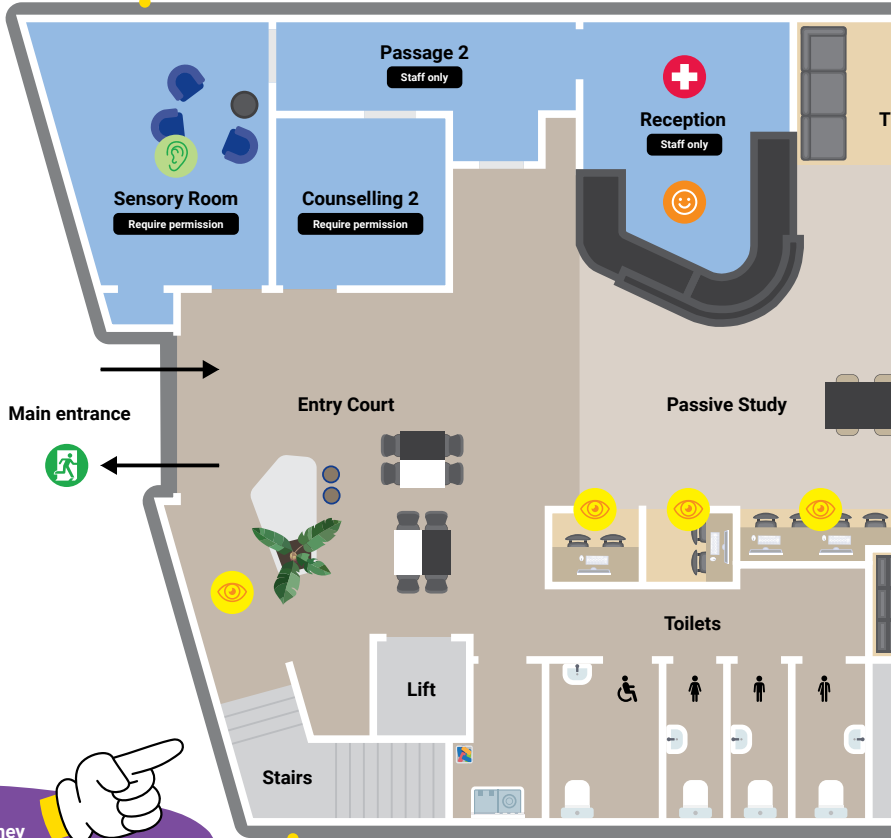 Passage 2
Staff only
Reception
Staff only
T
Sensory Room
Require permission
Counselling 2
Require permission
Main entrance
Entry Court
Passive Study
Toilets
Lift
Stairs
ney